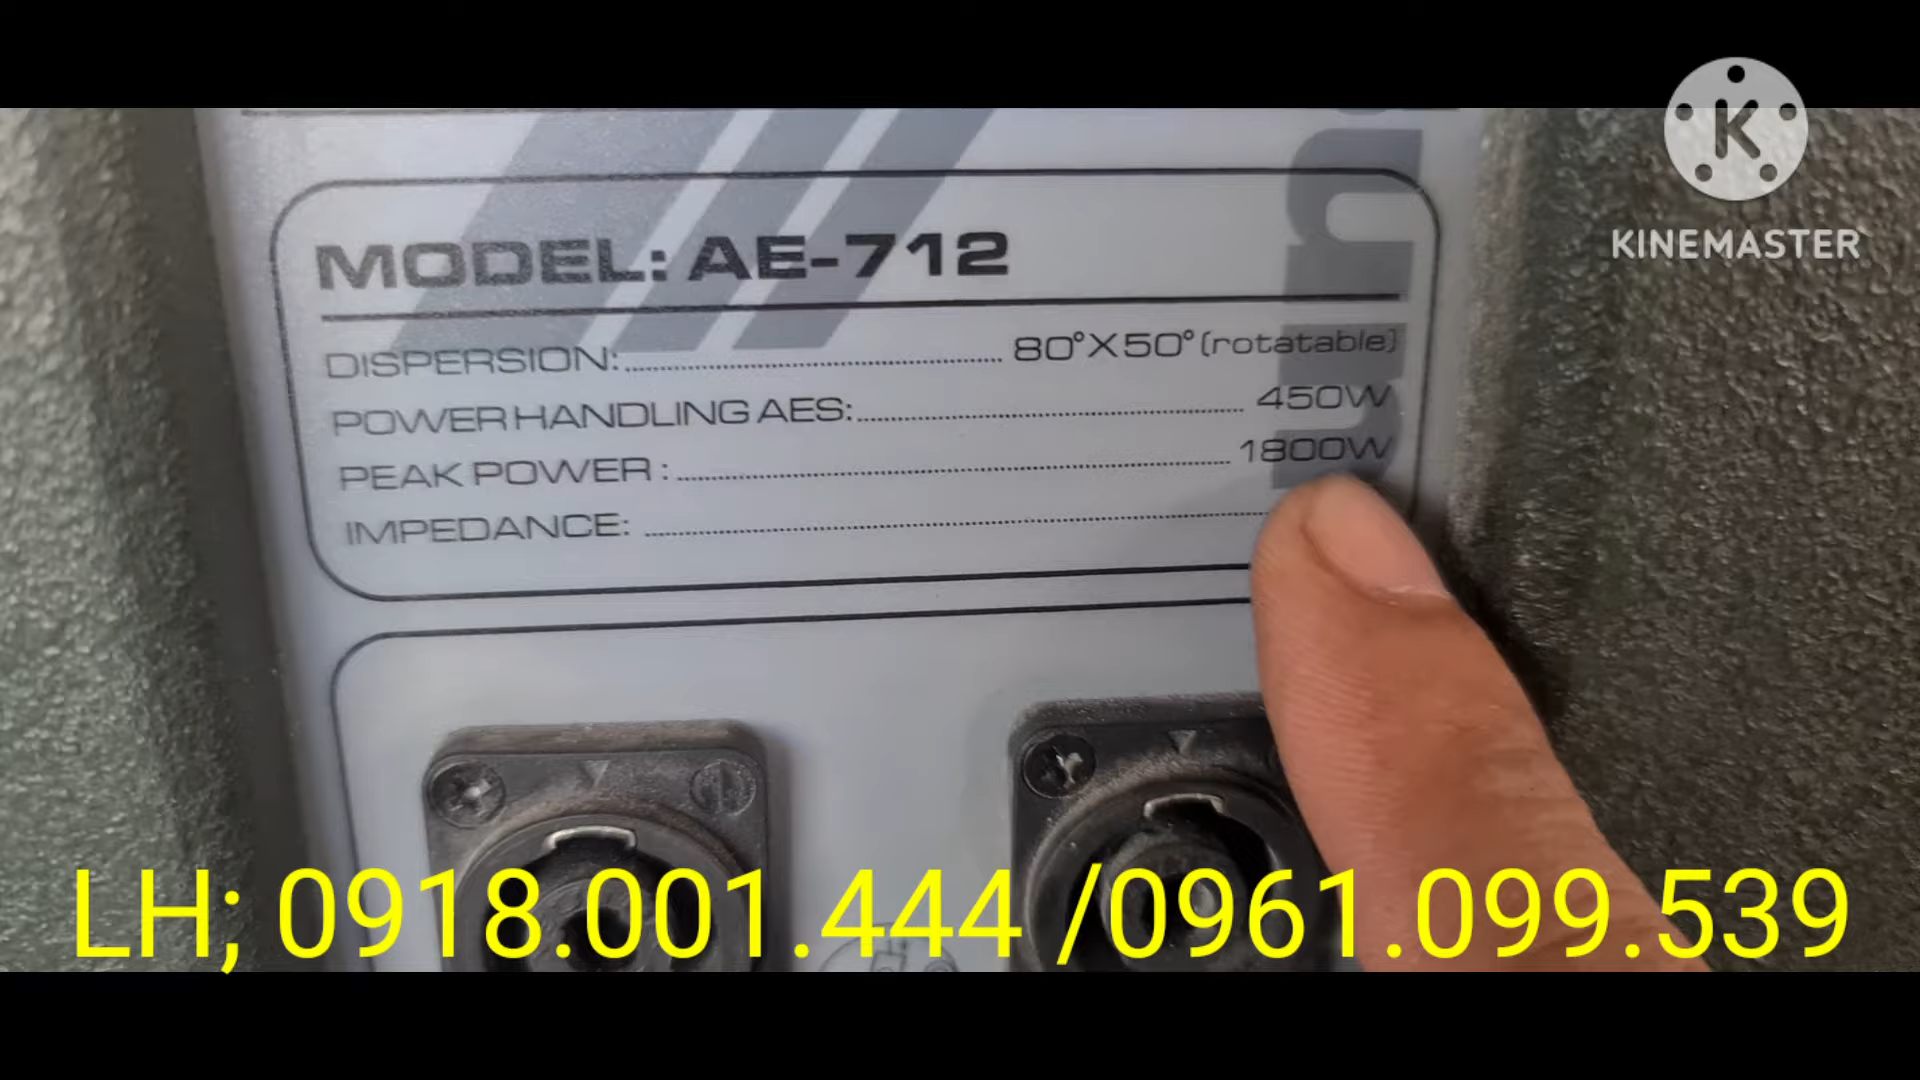 KINEMASTER
MODEL: AE-712
DISPERSION: 80°X50° (rotatable)
POWER HANDLING AES: 450W
PEAK POWER : 1800W
IMPEDANCE:
LH; 0918.001.444 /0961.099.539